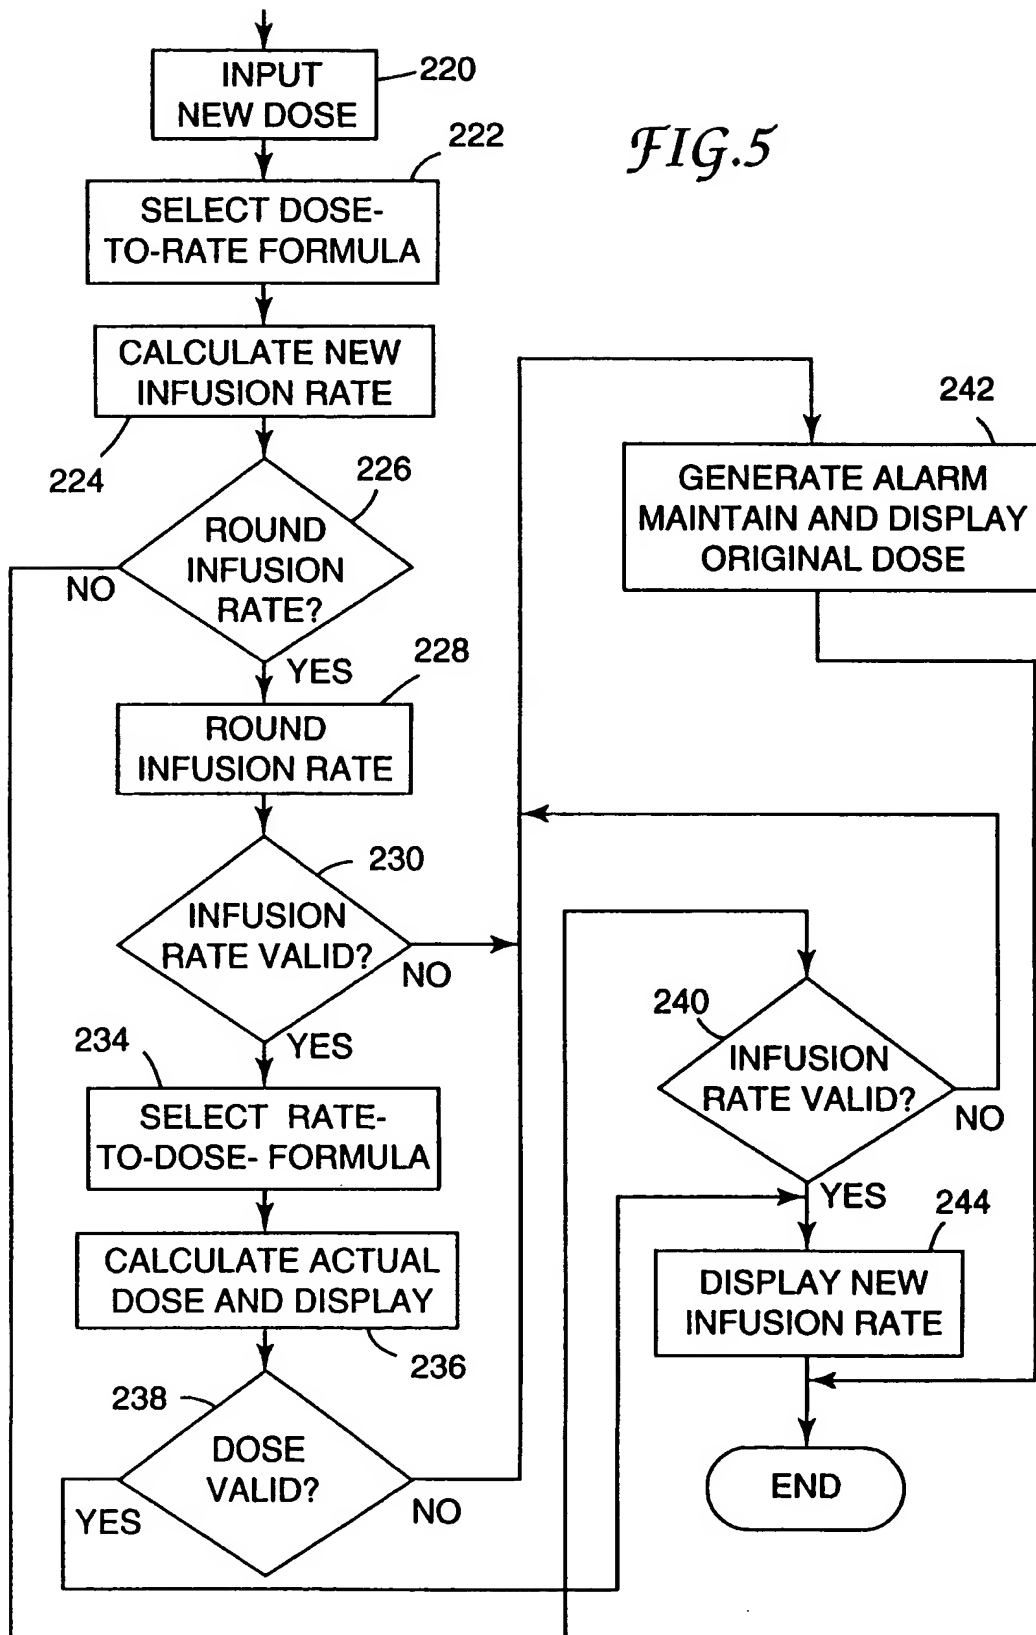 INPUT
NEW DOSE
220
FIG.5
222
SELECT DOSE-
TO-RATE FORMULA
CALCULATE NEW
INFUSION RATE
224
226
ROUND
INFUSION
RATE?
NO
YES
228
ROUND
INFUSION RATE
230
INFUSION
RATE VALID?
NO
YES
234
SELECT RATE-
TO-DOSE- FORMULA
CALCULATE ACTUAL
DOSE AND DISPLAY
236
238
DOSE
VALID?
YES
NO
242
GENERATE ALARM
MAINTAIN AND DISPLAY
ORIGINAL DOSE
240
INFUSION
RATE VALID?
NO
YES
244
DISPLAY NEW
INFUSION RATE
END